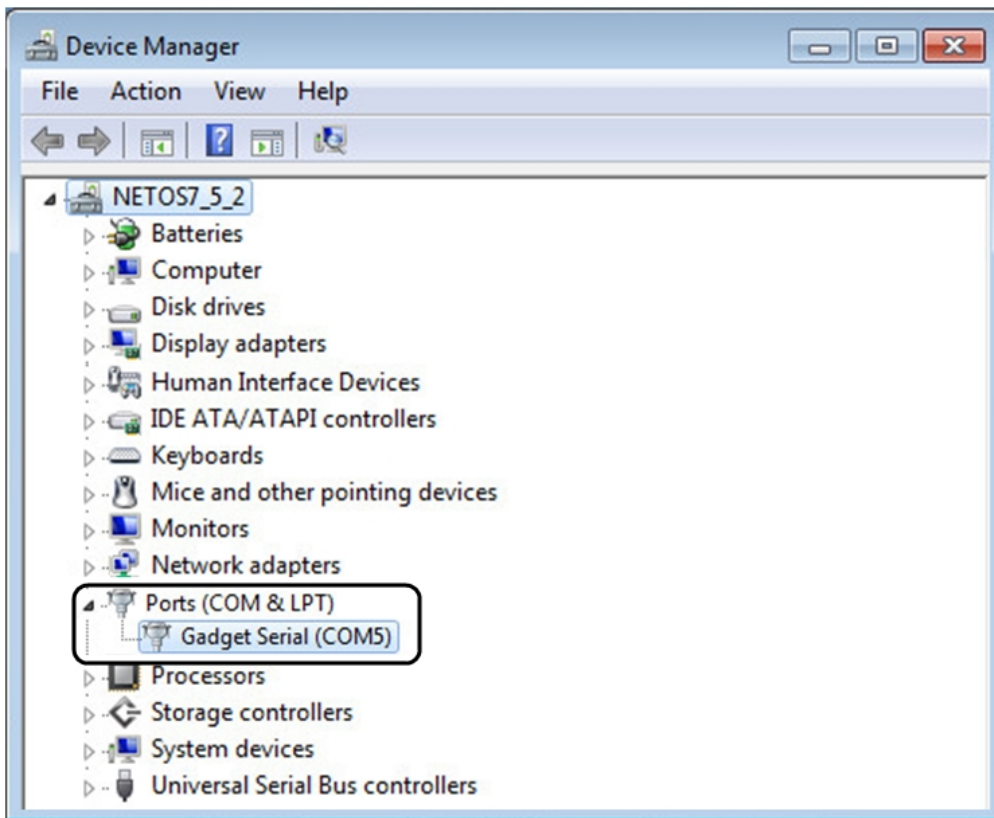 Device Manager
File Action View Help
NETOS7_5_2
Batteries
Computer
Disk drives
Display adapters
Human Interface Devices
IDE ATA/ATAPI controllers
Keyboards
Mice and other pointing devices
Monitors
Network adapters
Ports (COM & LPT)
Gadget Serial (COM5)
Processors
Storage controllers
System devices
Universal Serial Bus controllers